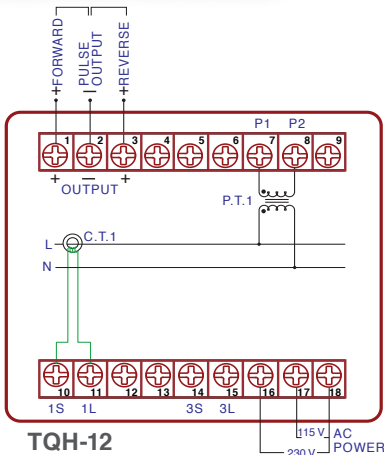 +FORWARD
— PULSE
OUTPUT
+REVERSE
P1 P2
1 2 3 4 5 6 7 8 9
+ — +
OUTPUT
P.T.1
L
C.T.1
N
10 11 12 13 14 15 16 17 18
1S 1L 3S 3L
TQH-12
115 V AC
POWER
230 V